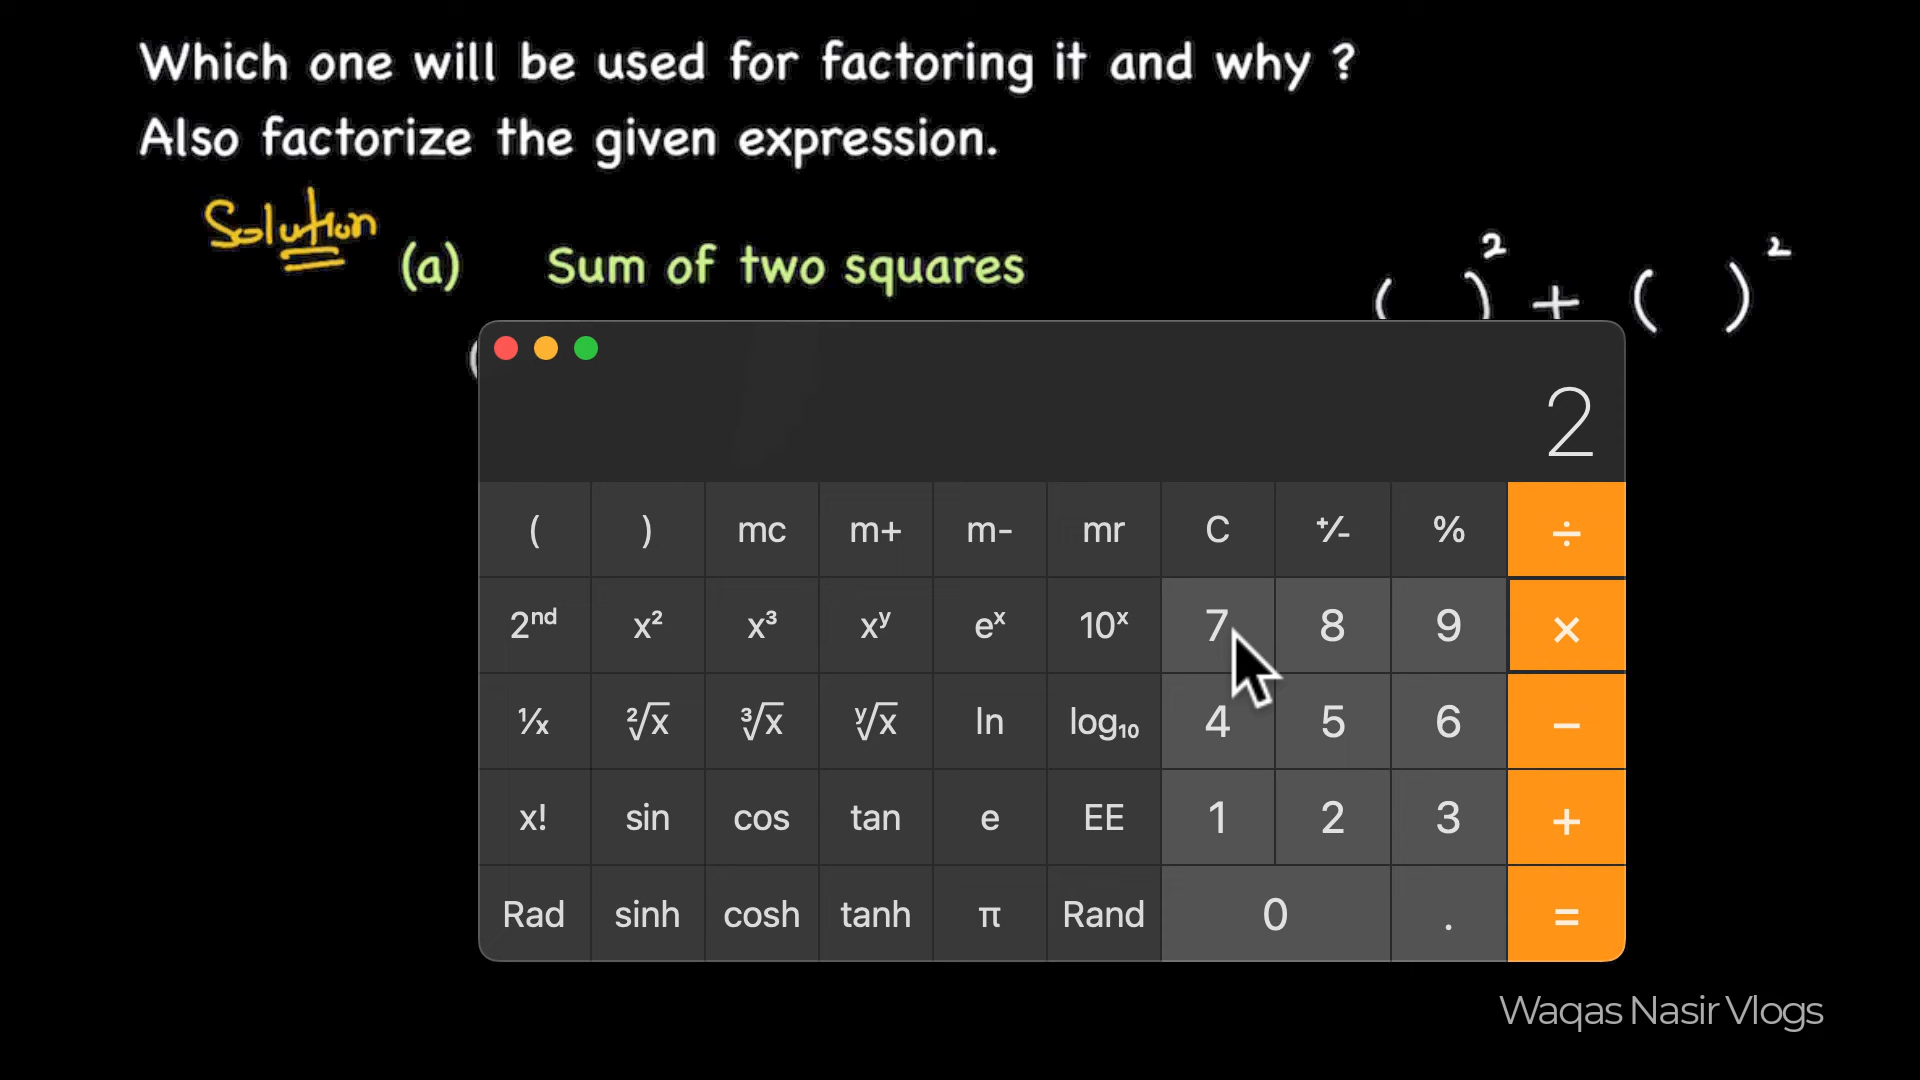 Which one will be used for factoring it and why ?
Also factorize the given expression.
Solution
(a) Sum of two squares
( )² + ( )²
2
( ) mc m+ m- mr C ⁺⁄₋ % ÷
2ⁿᵈ x² x³ xʸ eˣ 10ˣ 7 8 9 ×
¹⁄ₓ ²√x ³√x ʸ√x ln log₁₀ 4 5 6 −
x! sin cos tan e EE 1 2 3 +
Rad sinh cosh tanh π Rand 0 . =
Waqas Nasir Vlogs